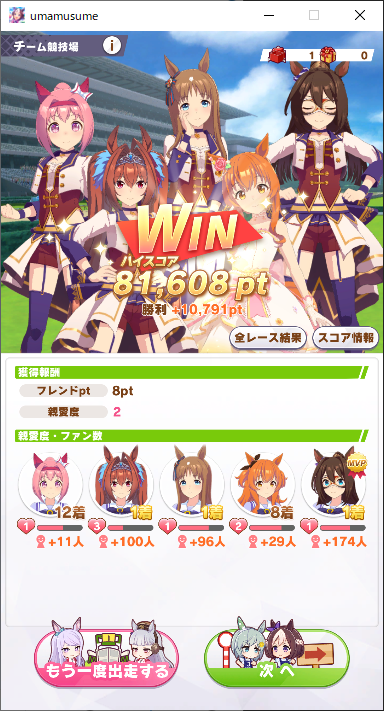 umamusume
チーム競技場
i
1
0
WIN
ハイスコア
81,608 pt
勝利 +10,791pt
全レース結果
スコア情報
獲得報酬
フレンドpt 8pt
親愛度 2
親愛度・ファン数
MVP
12着 1着 1着 8着 1着
1 3 1 2 1
+11人 +100人 +96人 +29人 +174人
もう一度出走する
次へ